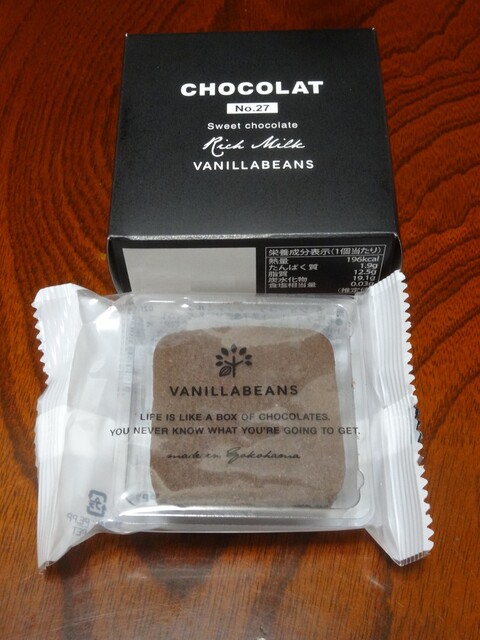 CHOCOLAT
No.27
Sweet chocolate
Rich Milk
VANILLABEANS
栄養成分表示(1個当たり)
熱量 196kcal
たんぱく質 1.9g
脂質 12.5g
炭水化物 19.1g
食塩相当量 0.03g
VANILLABEANS
LIFE IS LIKE A BOX OF CHOCOLATES.
YOU NEVER KNOW WHAT YOU'RE GOING TO GET.
made in Yokohama